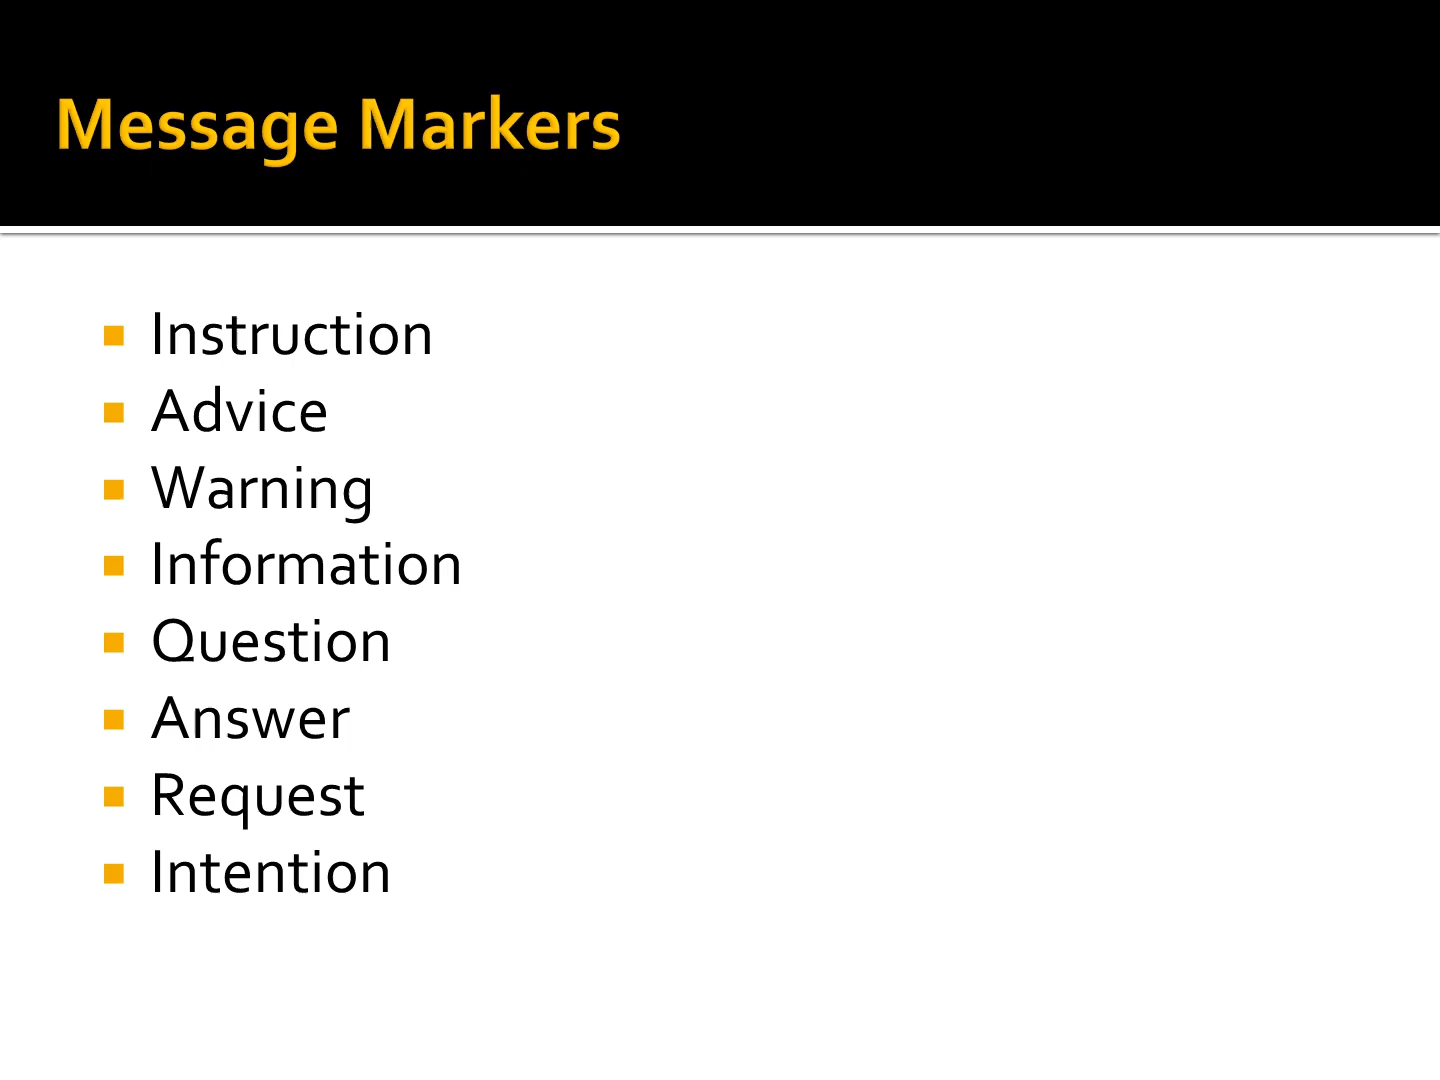 Message Markers
Instruction
Advice
Warning
Information
Question
Answer
Request
Intention